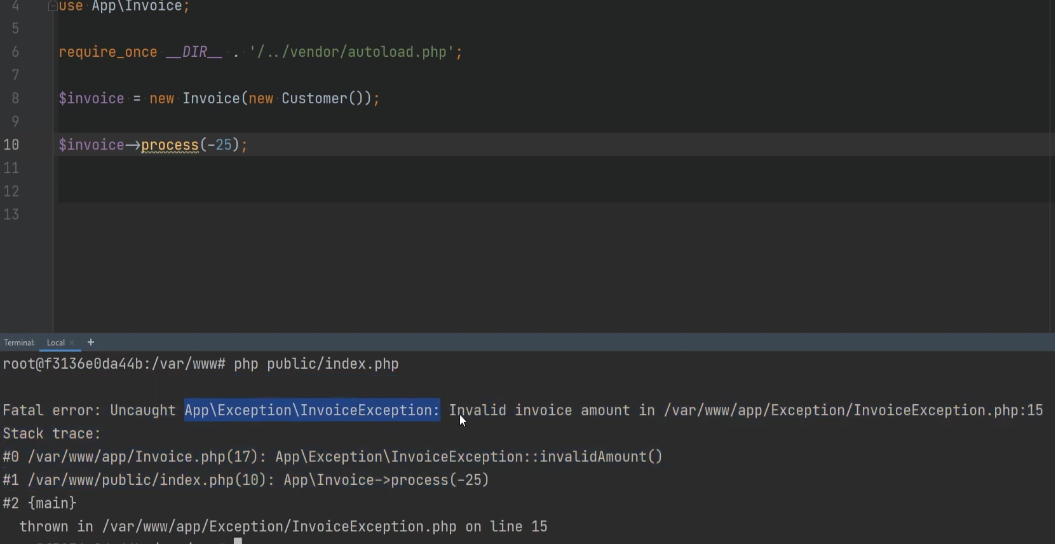 4 use App\Invoice;
5
6 require_once __DIR__ . '/../vendor/autoload.php';
7
8 $invoice = new Invoice(new Customer());
9
10 $invoice->process(-25);
11
12
13
Terminal: Local × +
root@f3136e0da44b:/var/www# php public/index.php
Fatal error: Uncaught App\Exception\InvoiceException: Invalid invoice amount in /var/www/app/Exception/InvoiceException.php:15
Stack trace:
#0 /var/www/app/Invoice.php(17): App\Exception\InvoiceException::invalidAmount()
#1 /var/www/public/index.php(10): App\Invoice->process(-25)
#2 {main}
thrown in /var/www/app/Exception/InvoiceException.php on line 15